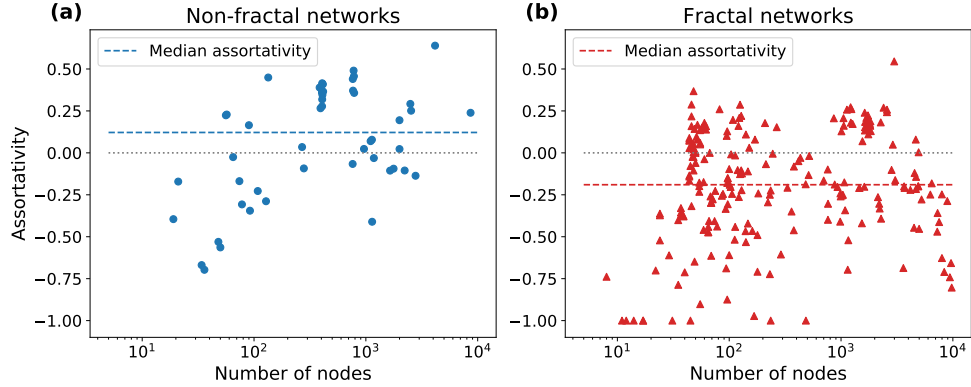 (a) Non-fractal networks
Median assortativity
Assortativity
0.50
0.25
0.00
−0.25
−0.50
−0.75
−1.00
10¹ 10² 10³ 10⁴
Number of nodes
(b) Fractal networks
Median assortativity
0.50
0.25
0.00
−0.25
−0.50
−0.75
−1.00
10¹ 10² 10³ 10⁴
Number of nodes